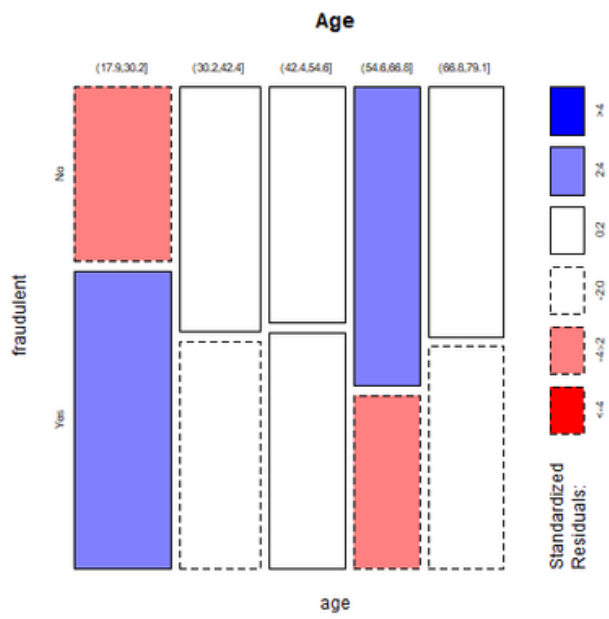 Age
(17.9,30.2] (30.2,42.4] (42.4,54.6] (54.6,66.8] (66.8,79.1]
No
Yes
fraudulent
age
>4
2:4
0:2
-2:0
-4:-2
<-4
Standardized
Residuals: